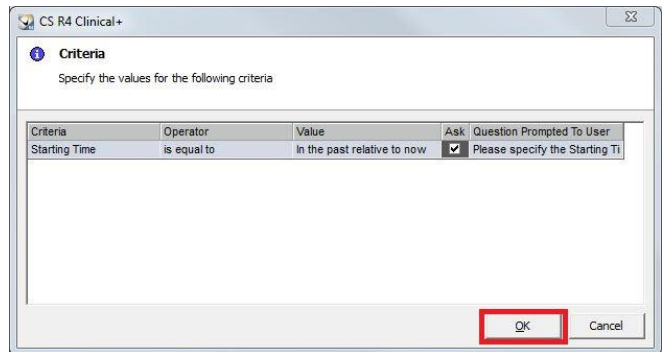 CS R4 Clinical+
Criteria
Specify the values for the following criteria
Criteria Operator Value Ask Question Prompted To User
Starting Time is equal to In the past relative to now Please specify the Starting Ti
OK Cancel